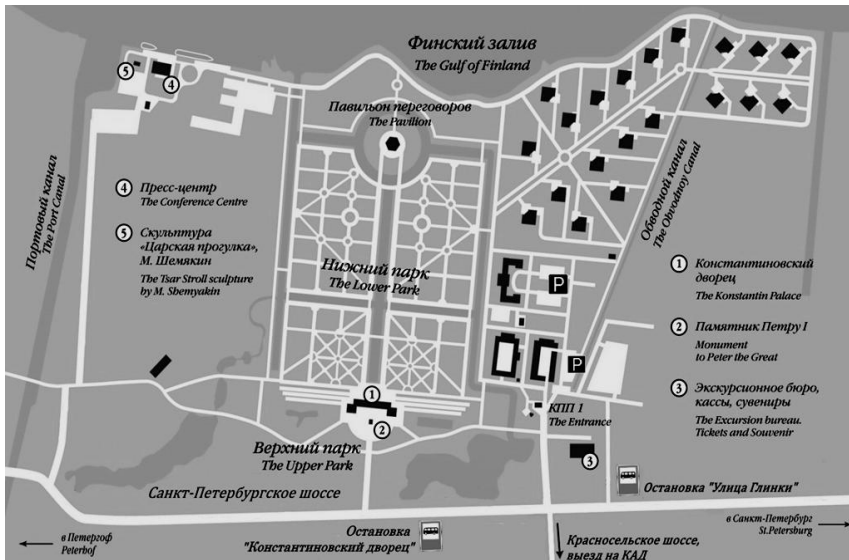 Финский залив
The Gulf of Finland
5
4
Павильон переговоров
The Pavilion
Портовый канал
The Port Canal
Обводной канал
The Obvodnoy Canal
4 Пресс-центр
The Conference Centre
5 Скульптура
«Царская прогулка»,
М. Шемякин
The Tsar Stroll sculpture
by M. Shemyakin
Нижний парк
The Lower Park
P
P
1 Константиновский
дворец
The Konstantin Palace
2 Памятник Петру I
Monument
to Peter the Great
3 Экскурсионное бюро,
кассы, сувениры
The Excursion bureau.
Tickets and Souvenir
1
2
КПП 1
The Entrance
3
Верхний парк
The Upper Park
Санкт-Петербургское шоссе
Остановка "Улица Глинки"
в Петергоф
Peterhof
Остановка
"Константиновский дворец"
Красносельское шоссе,
выезд на КАД
в Санкт-Петербург
St.Petersburg